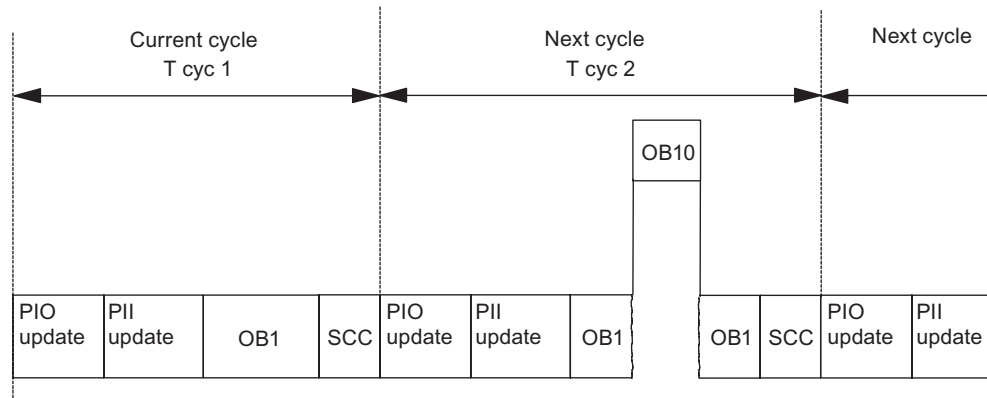 Current cycle
T cyc 1
Next cycle
T cyc 2
Next cycle
OB10
PIO
update
PII
update
OB1
SCC
PIO
update
PII
update
OB1
OB1
SCC
PIO
update
PII
update